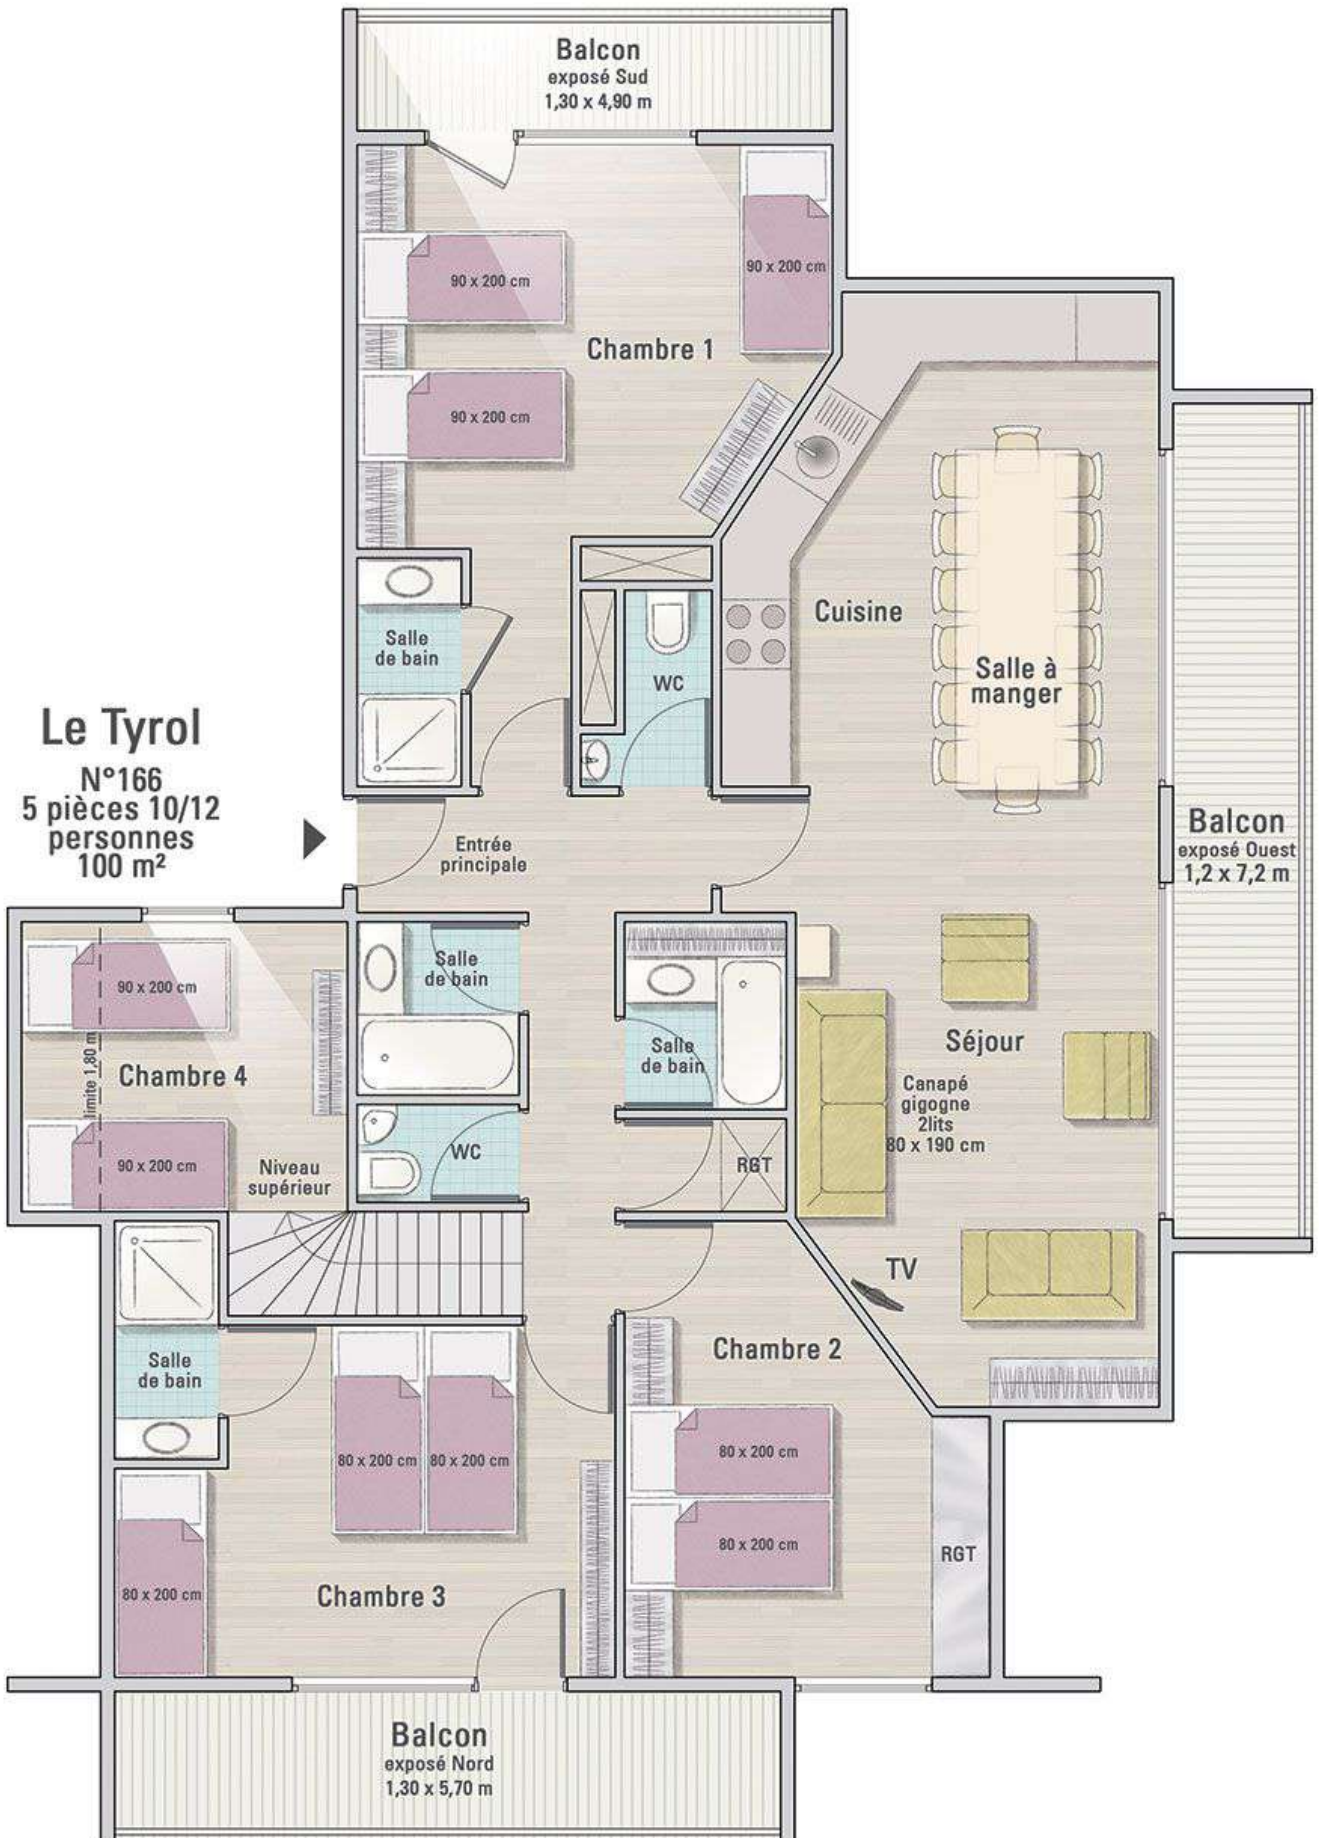 Balcon
exposé Sud
1,30 x 4,90 m
90 x 200 cm
90 x 200 cm
Chambre 1
90 x 200 cm
Cuisine
Salle
de bain
WC
Salle à
manger
Le Tyrol
N°166
5 pièces 10/12
personnes
100 m²
Entrée
principale
Balcon
exposé Ouest
1,2 x 7,2 m
90 x 200 cm
Salle
de bain
limite 1,80 m
Chambre 4
Salle
de bain
Séjour
Canapé
gigogne
2lits
80 x 190 cm
90 x 200 cm
Niveau
supérieur
WC
RGT
TV
Salle
de bain
Chambre 2
80 x 200 cm
80 x 200 cm
80 x 200 cm
80 x 200 cm
80 x 200 cm
Chambre 3
RGT
Balcon
exposé Nord
1,30 x 5,70 m